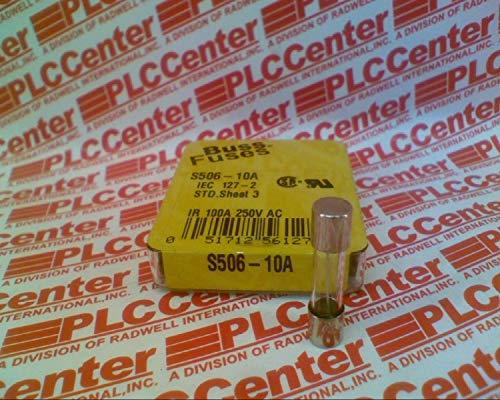 Buss
Fuses
S506-10A
IEC 127-2
STD.Sheet 3
IR 100A 250V AC
0 51712 56127
S506-10A
PLCCenter
A DIVISION OF RADWELL INTERNATIONAL, INC.